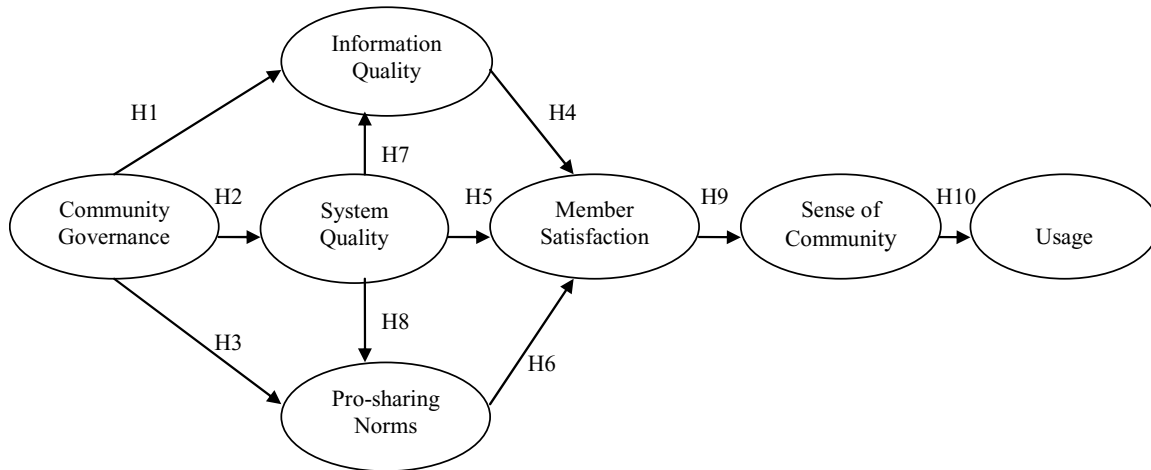 Information
Quality
H1
H4
H7
Community
Governance
H2
System
Quality
H5
Member
Satisfaction
H9
Sense of
Community
H10
Usage
H8
H3
H6
Pro-sharing
Norms